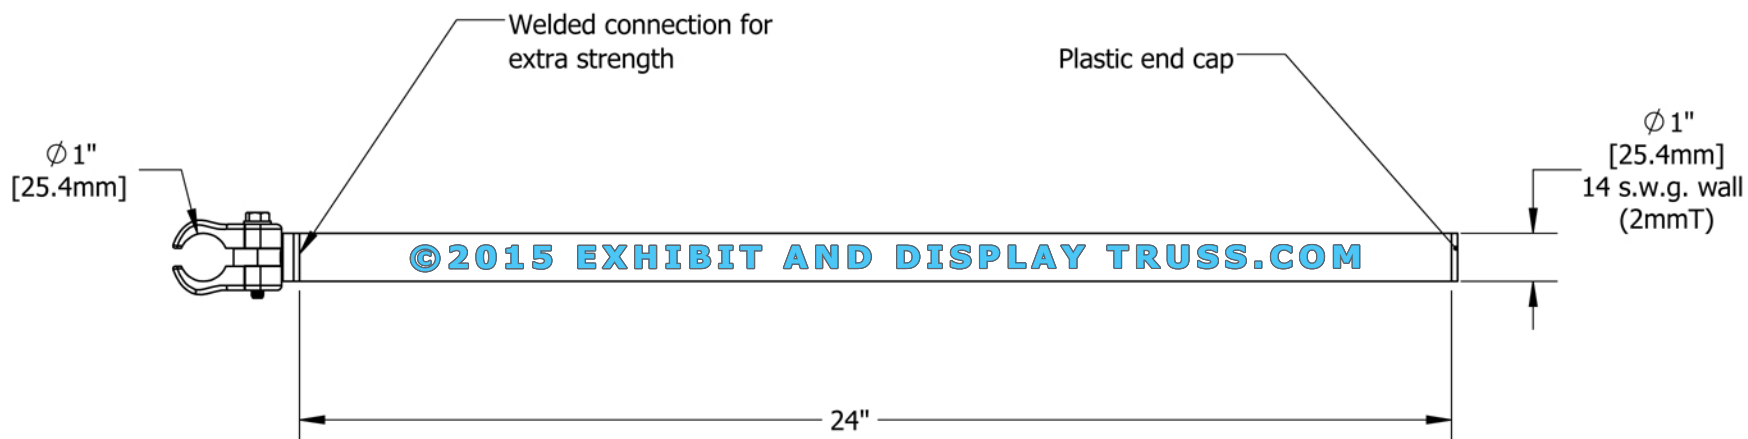 Welded connection for
extra strength
Plastic end cap
∅1"
[25.4mm]
∅1"
[25.4mm]
14 s.w.g. wall
(2mmT)
©2015 EXHIBIT AND DISPLAY TRUSS.COM
24"